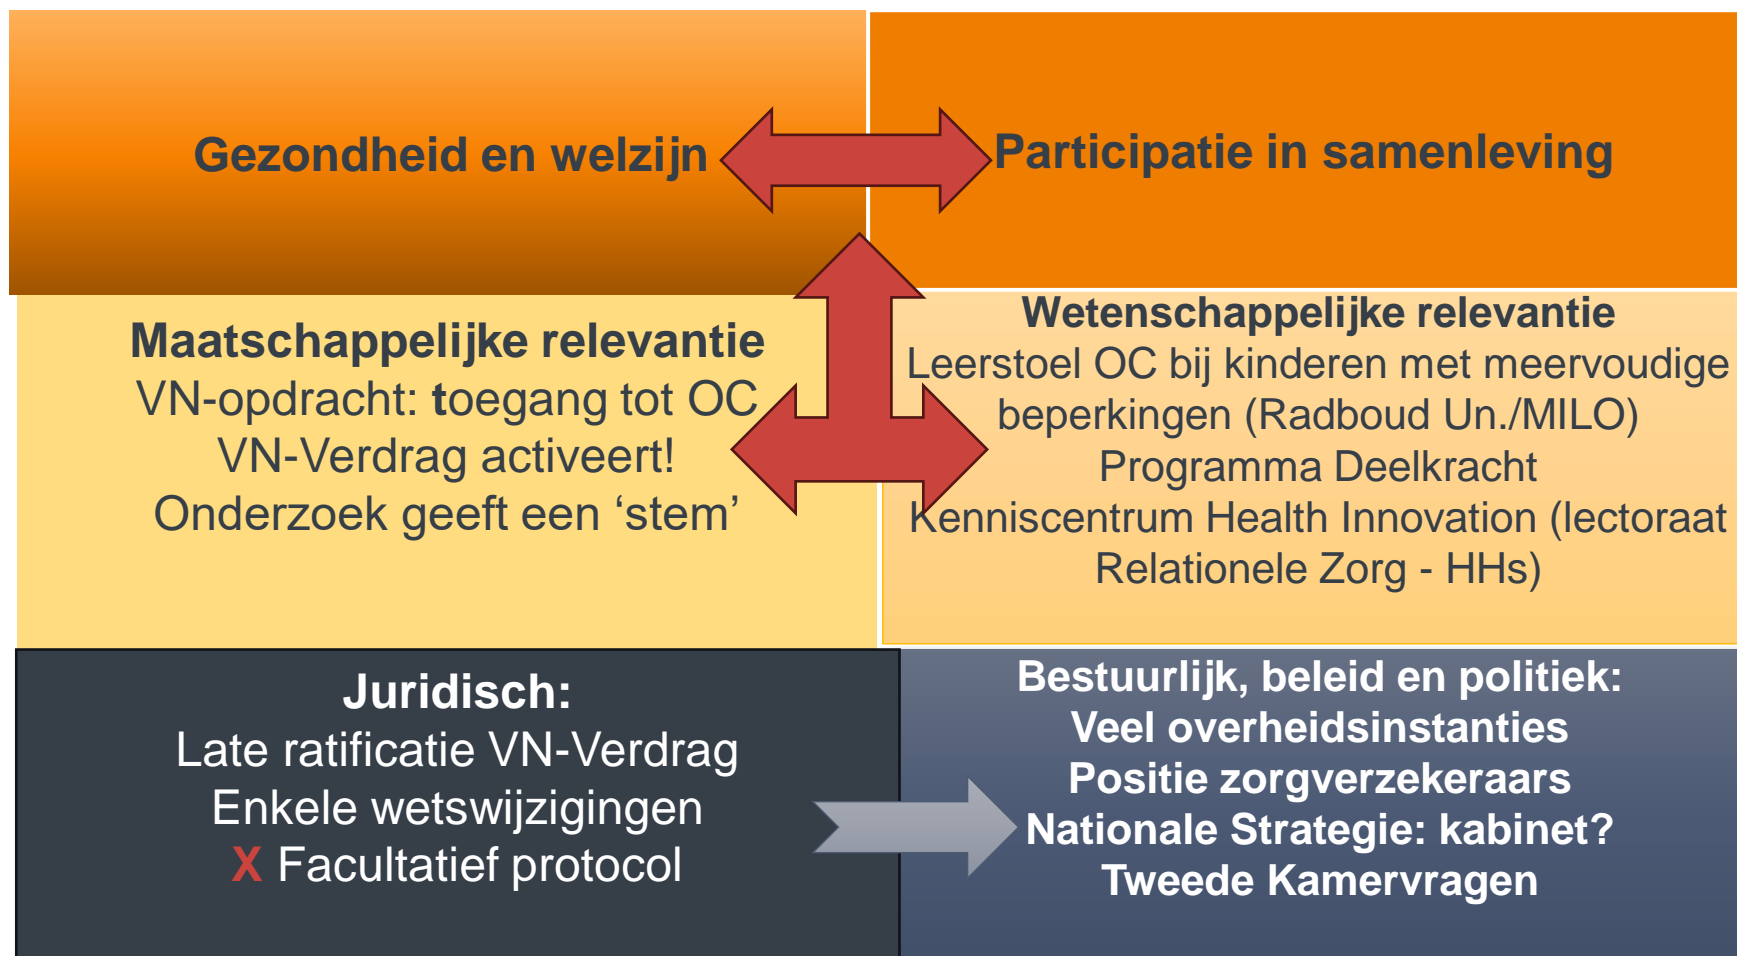 Gezondheid en welzijn
Participatie in samenleving
Maatschappelijke relevantie
VN-opdracht: toegang tot OC
VN-Verdrag activeert!
Onderzoek geeft een ‘stem’
Wetenschappelijke relevantie
Leerstoel OC bij kinderen met meervoudige
beperkingen (Radboud Un./MILO)
Programma Deelkracht
Kenniscentrum Health Innovation (lectoraat
Relationele Zorg - HHs)
Juridisch:
Late ratificatie VN-Verdrag
Enkele wetswijzigingen
X Facultatief protocol
Bestuurlijk, beleid en politiek:
Veel overheidsinstanties
Positie zorgverzekeraars
Nationale Strategie: kabinet?
Tweede Kamervragen